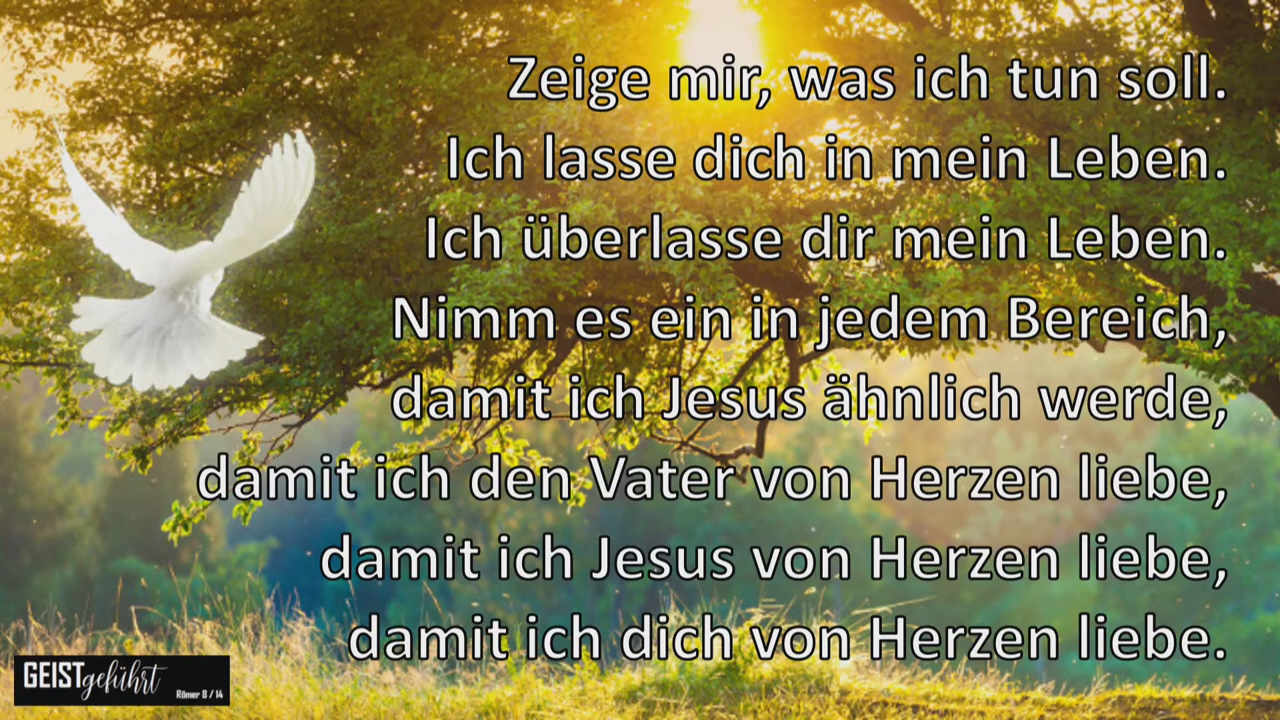 Zeige mir, was ich tun soll.
Ich lasse dich in mein Leben.
Ich überlasse dir mein Leben.
Nimm es ein in jedem Bereich,
damit ich Jesus ähnlich werde,
damit ich den Vater von Herzen liebe,
damit ich Jesus von Herzen liebe,
damit ich dich von Herzen liebe.
GEISTgeführt
Römer 8 / 14